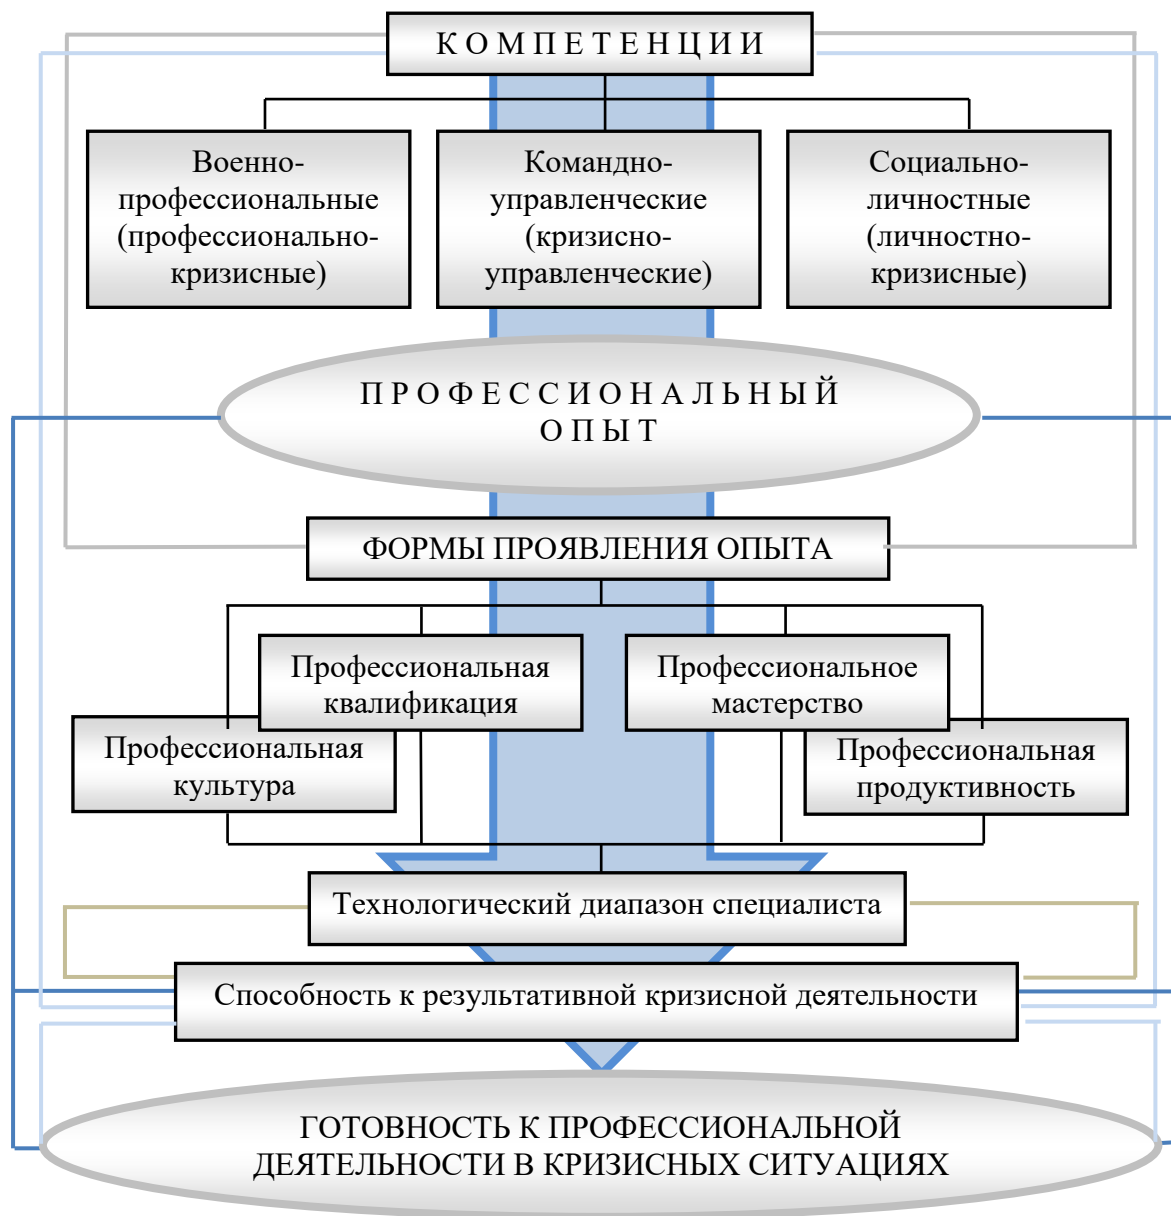 К О М П Е Т Е Н Ц И И
Военно-
профессиональные
(профессионально-
кризисные)
Командно-
управленческие
(кризисно-
управленческие)
Социально-
личностные
(личностно-
кризисные)
П Р О Ф Е С С И О Н А Л Ь Н Ы Й
О П Ы Т
ФОРМЫ ПРОЯВЛЕНИЯ ОПЫТА
Профессиональная
квалификация
Профессиональное
мастерство
Профессиональная
культура
Профессиональная
продуктивность
Технологический диапазон специалиста
Способность к результативной кризисной деятельности
ГОТОВНОСТЬ К ПРОФЕССИОНАЛЬНОЙ
ДЕЯТЕЛЬНОСТИ В КРИЗИСНЫХ СИТУАЦИЯХ